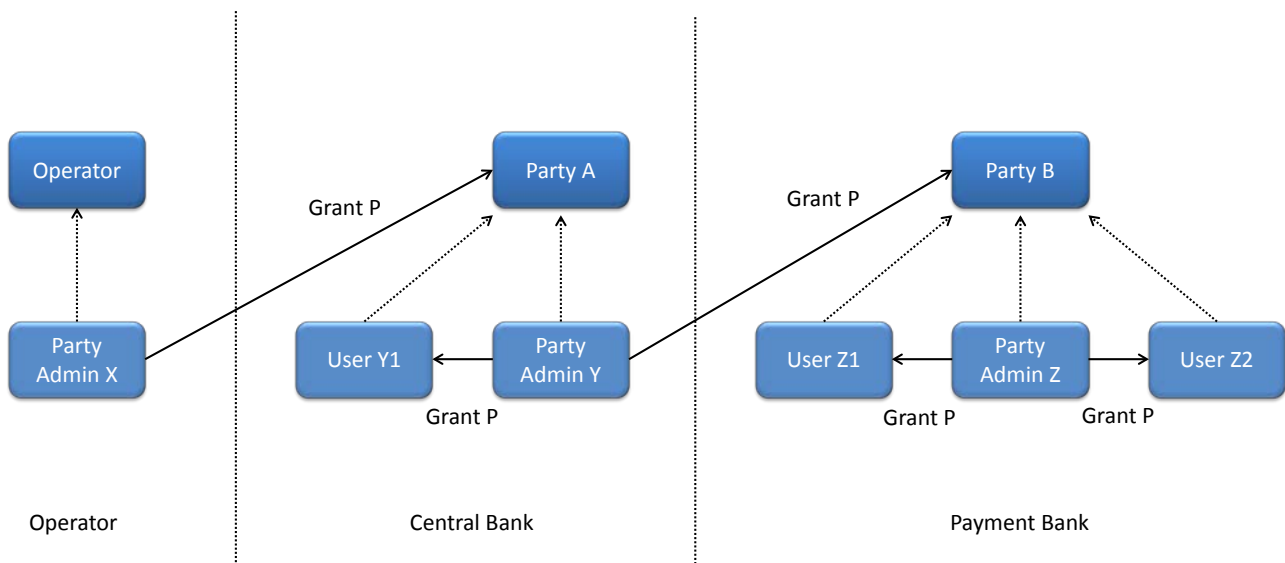 Operator
Party A
Party B
Grant P
Grant P
Party
Admin X
User Y1
Party
Admin Y
User Z1
Party
Admin Z
User Z2
Grant P
Grant P
Grant P
Operator
Central Bank
Payment Bank